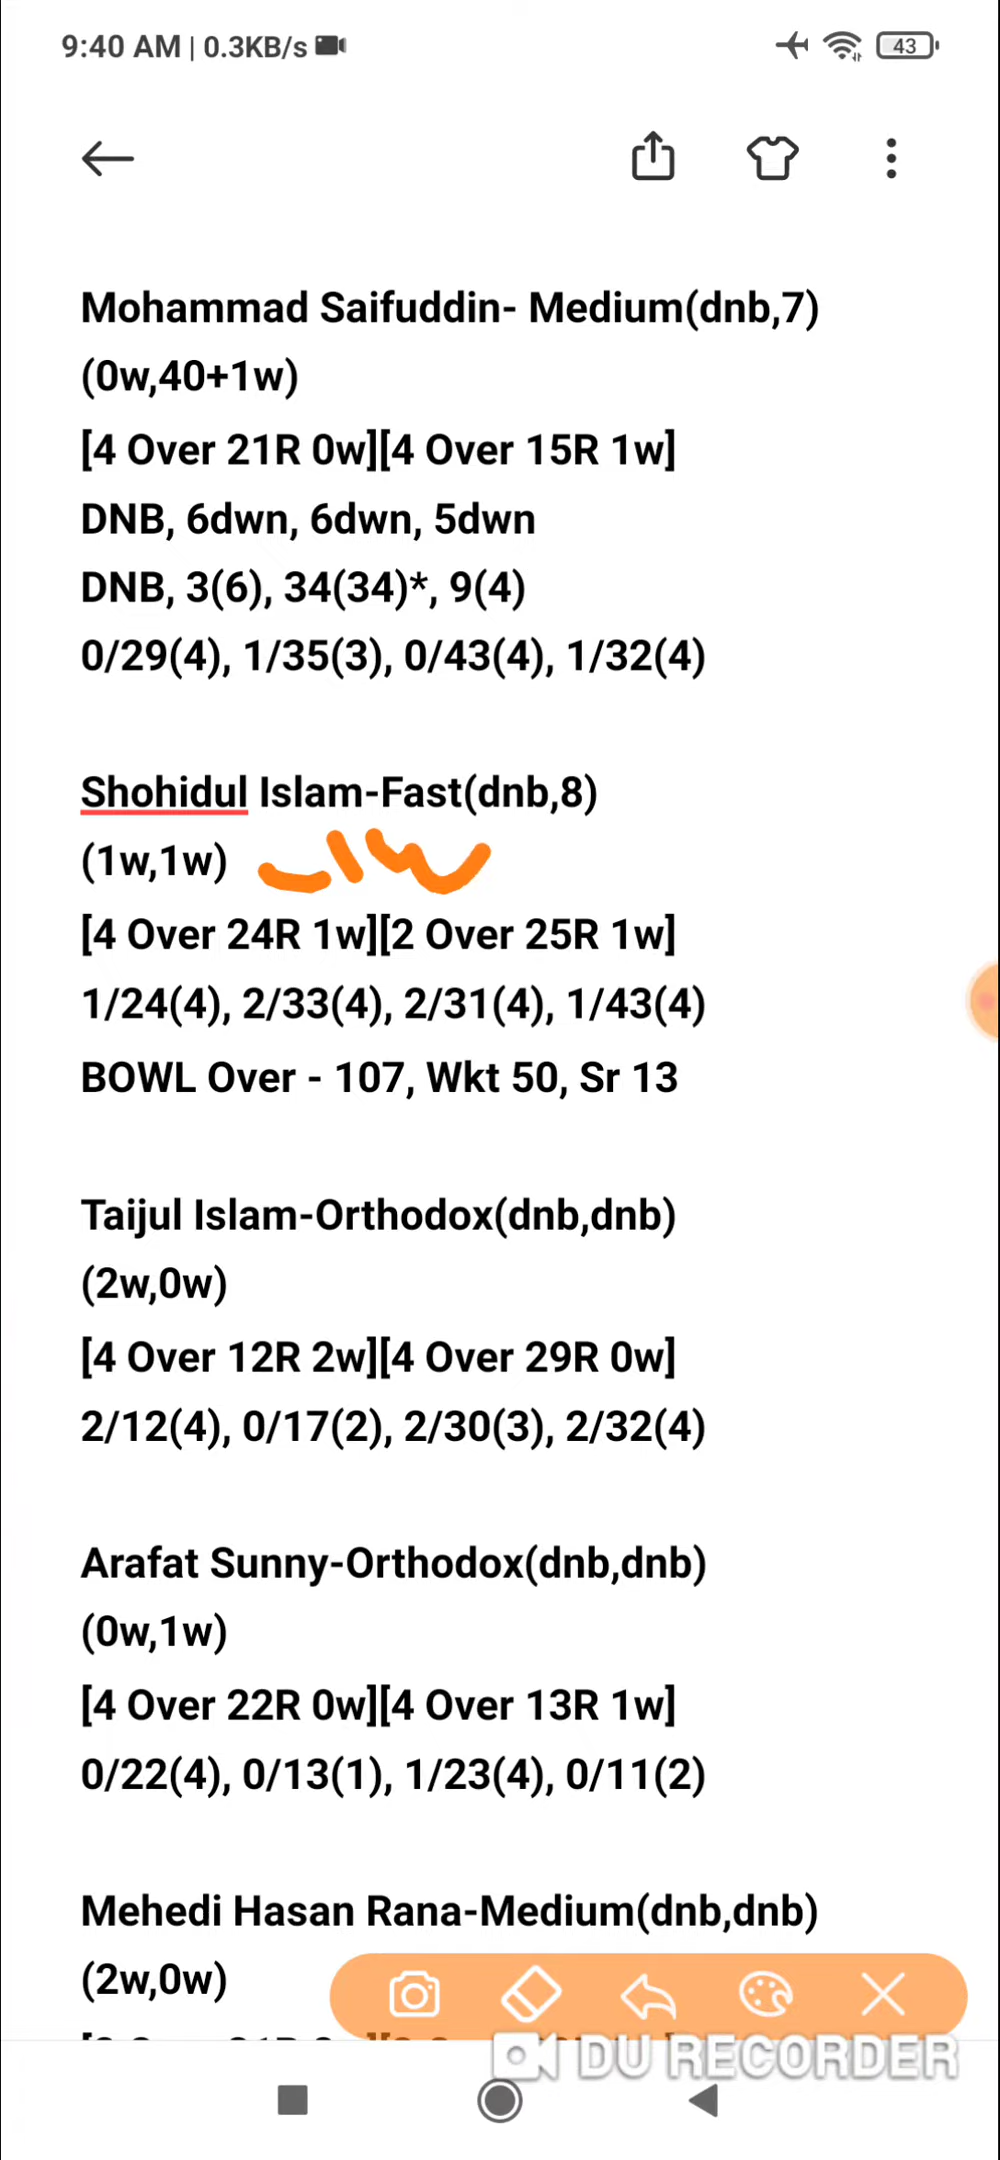 9:40 AM | 0.3KB/s
43
Mohammad Saifuddin- Medium(dnb,7)
(0w,40+1w)
[4 Over 21R 0w][4 Over 15R 1w]
DNB, 6dwn, 6dwn, 5dwn
DNB, 3(6), 34(34)*, 9(4)
0/29(4), 1/35(3), 0/43(4), 1/32(4)
Shohidul Islam-Fast(dnb,8)
(1w,1w) -1w
[4 Over 24R 1w][2 Over 25R 1w]
1/24(4), 2/33(4), 2/31(4), 1/43(4)
BOWL Over - 107, Wkt 50, Sr 13
Taijul Islam-Orthodox(dnb,dnb)
(2w,0w)
[4 Over 12R 2w][4 Over 29R 0w]
2/12(4), 0/17(2), 2/30(3), 2/32(4)
Arafat Sunny-Orthodox(dnb,dnb)
(0w,1w)
[4 Over 22R 0w][4 Over 13R 1w]
0/22(4), 0/13(1), 1/23(4), 0/11(2)
Mehedi Hasan Rana-Medium(dnb,dnb)
(2w,0w)
DU RECORDER